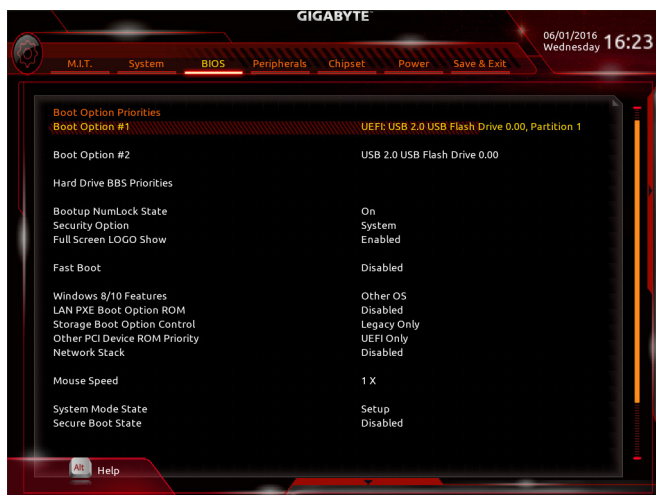 GIGABYTE
06/01/2016
Wednesday 16:23
M.I.T. System BIOS Peripherals Chipset Power Save & Exit
Boot Option Priorities
Boot Option #1 UEFI: USB 2.0 USB Flash Drive 0.00, Partition 1
Boot Option #2 USB 2.0 USB Flash Drive 0.00
Hard Drive BBS Priorities
Bootup NumLock State On
Security Option System
Full Screen LOGO Show Enabled
Fast Boot Disabled
Windows 8/10 Features Other OS
LAN PXE Boot Option ROM Disabled
Storage Boot Option Control Legacy Only
Other PCI Device ROM Priority UEFI Only
Network Stack Disabled
Mouse Speed 1 X
System Mode State Setup
Secure Boot State Disabled
Alt Help